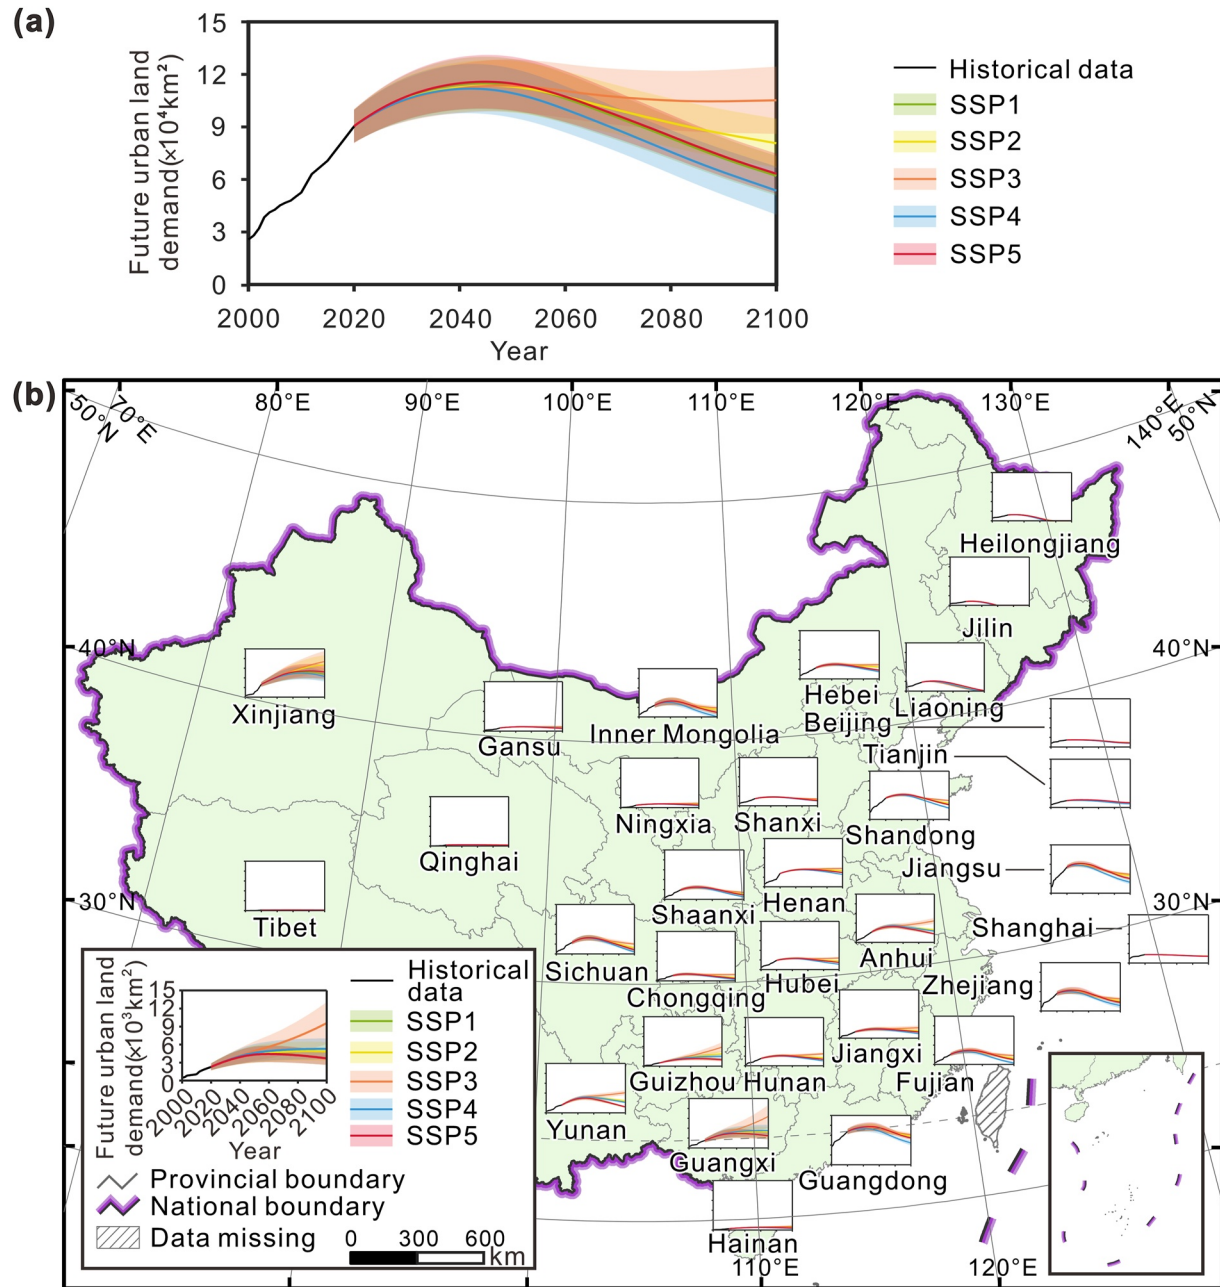 (a)
Future urban land
demand(×10⁴km²)
15
12
9
6
3
0
2000
2020
2040
2060
2080
2100
Year
Historical data
SSP1
SSP2
SSP3
SSP4
SSP5
(b)
50°N
70°E
80°E
90°E
100°E
110°E
120°E
130°E
140°E
50°N
40°N
40°N
30°N
30°N
110°E
120°E
Heilongjiang
Jilin
Xinjiang
Gansu
Inner Mongolia
Hebei
Liaoning
Beijing
Tianjin
Ningxia
Shanxi
Shandong
Qinghai
Jiangsu
Tibet
Shaanxi
Henan
Shanghai
Sichuan
Anhui
Chongqing
Hubei
Zhejiang
Guizhou
Hunan
Jiangxi
Fujian
Yunan
Guangxi
Guangdong
Hainan
Future urban land
demand(×10³km²)
15
12
9
6
3
0
2000
2020
2040
2060
2080
2100
Year
Historical
data
SSP1
SSP2
SSP3
SSP4
SSP5
Provincial boundary
National boundary
Data missing
0 300 600
km